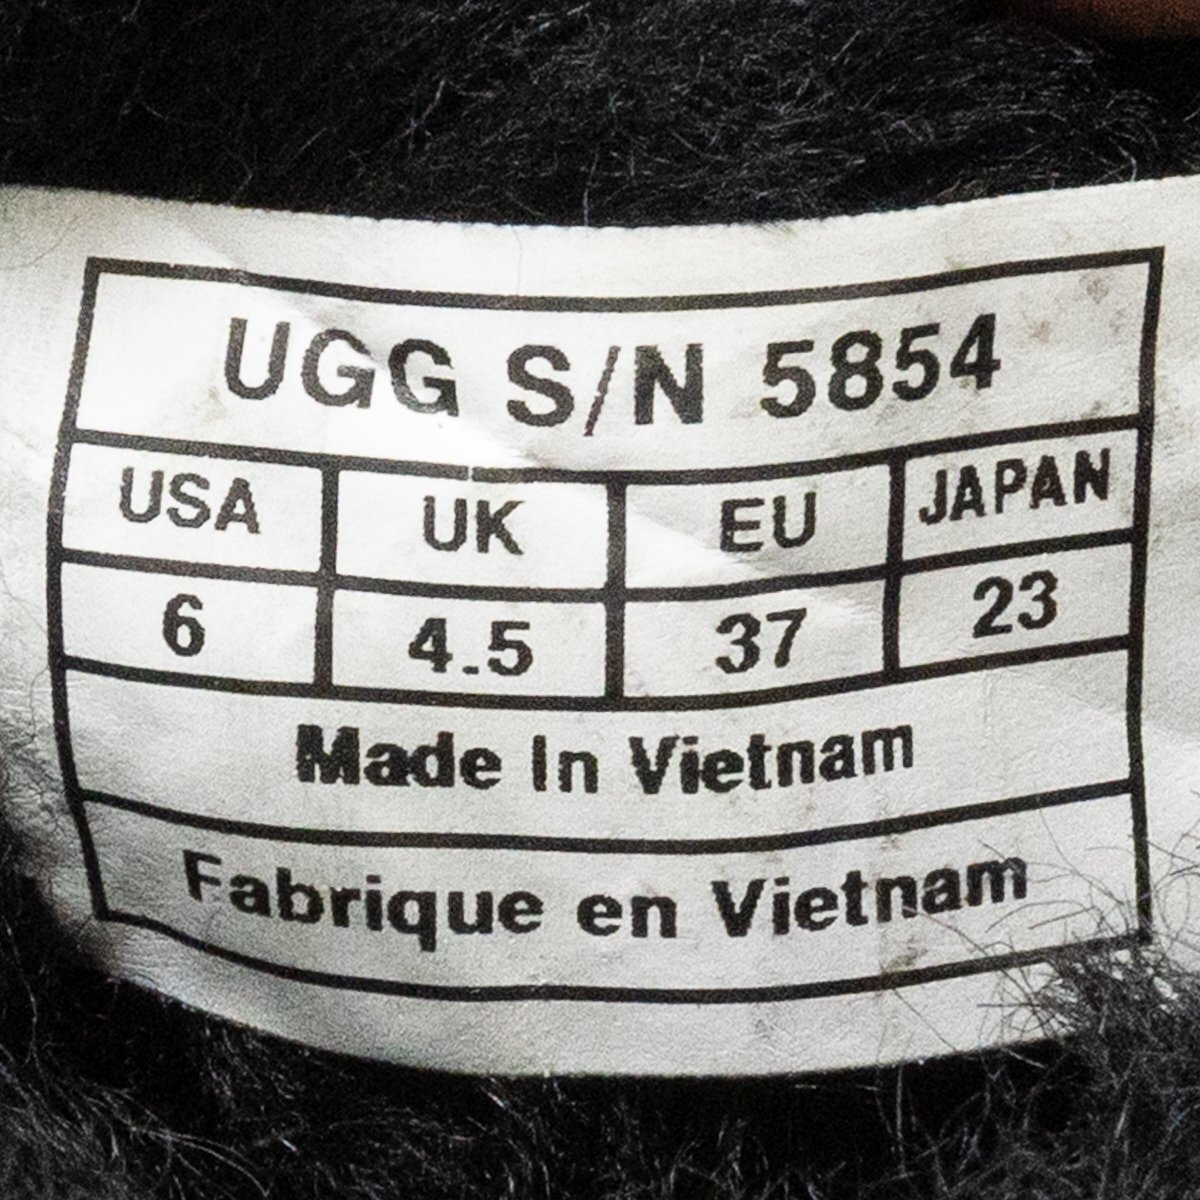 UGG S/N 5854
USA UK EU JAPAN
6 4.5 37 23
Made In Vietnam
Fabrique en Vietnam